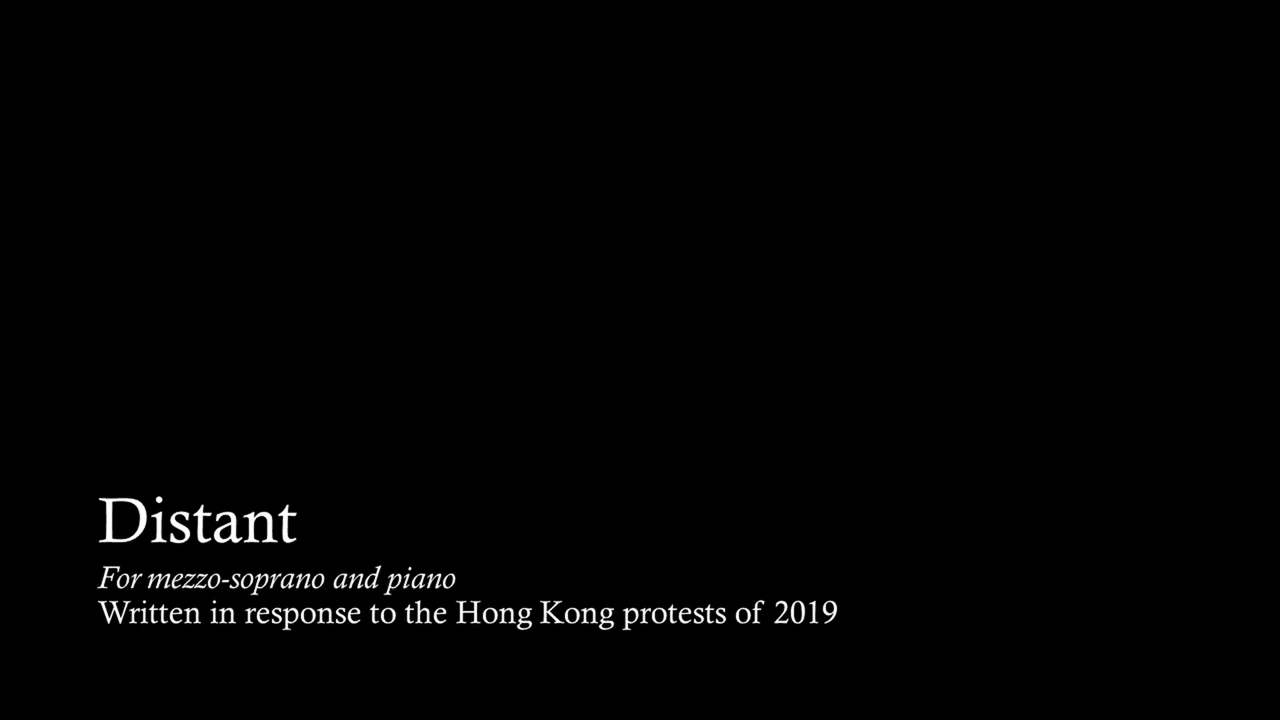 Distant
For mezzo-soprano and piano
Written in response to the Hong Kong protests of 2019